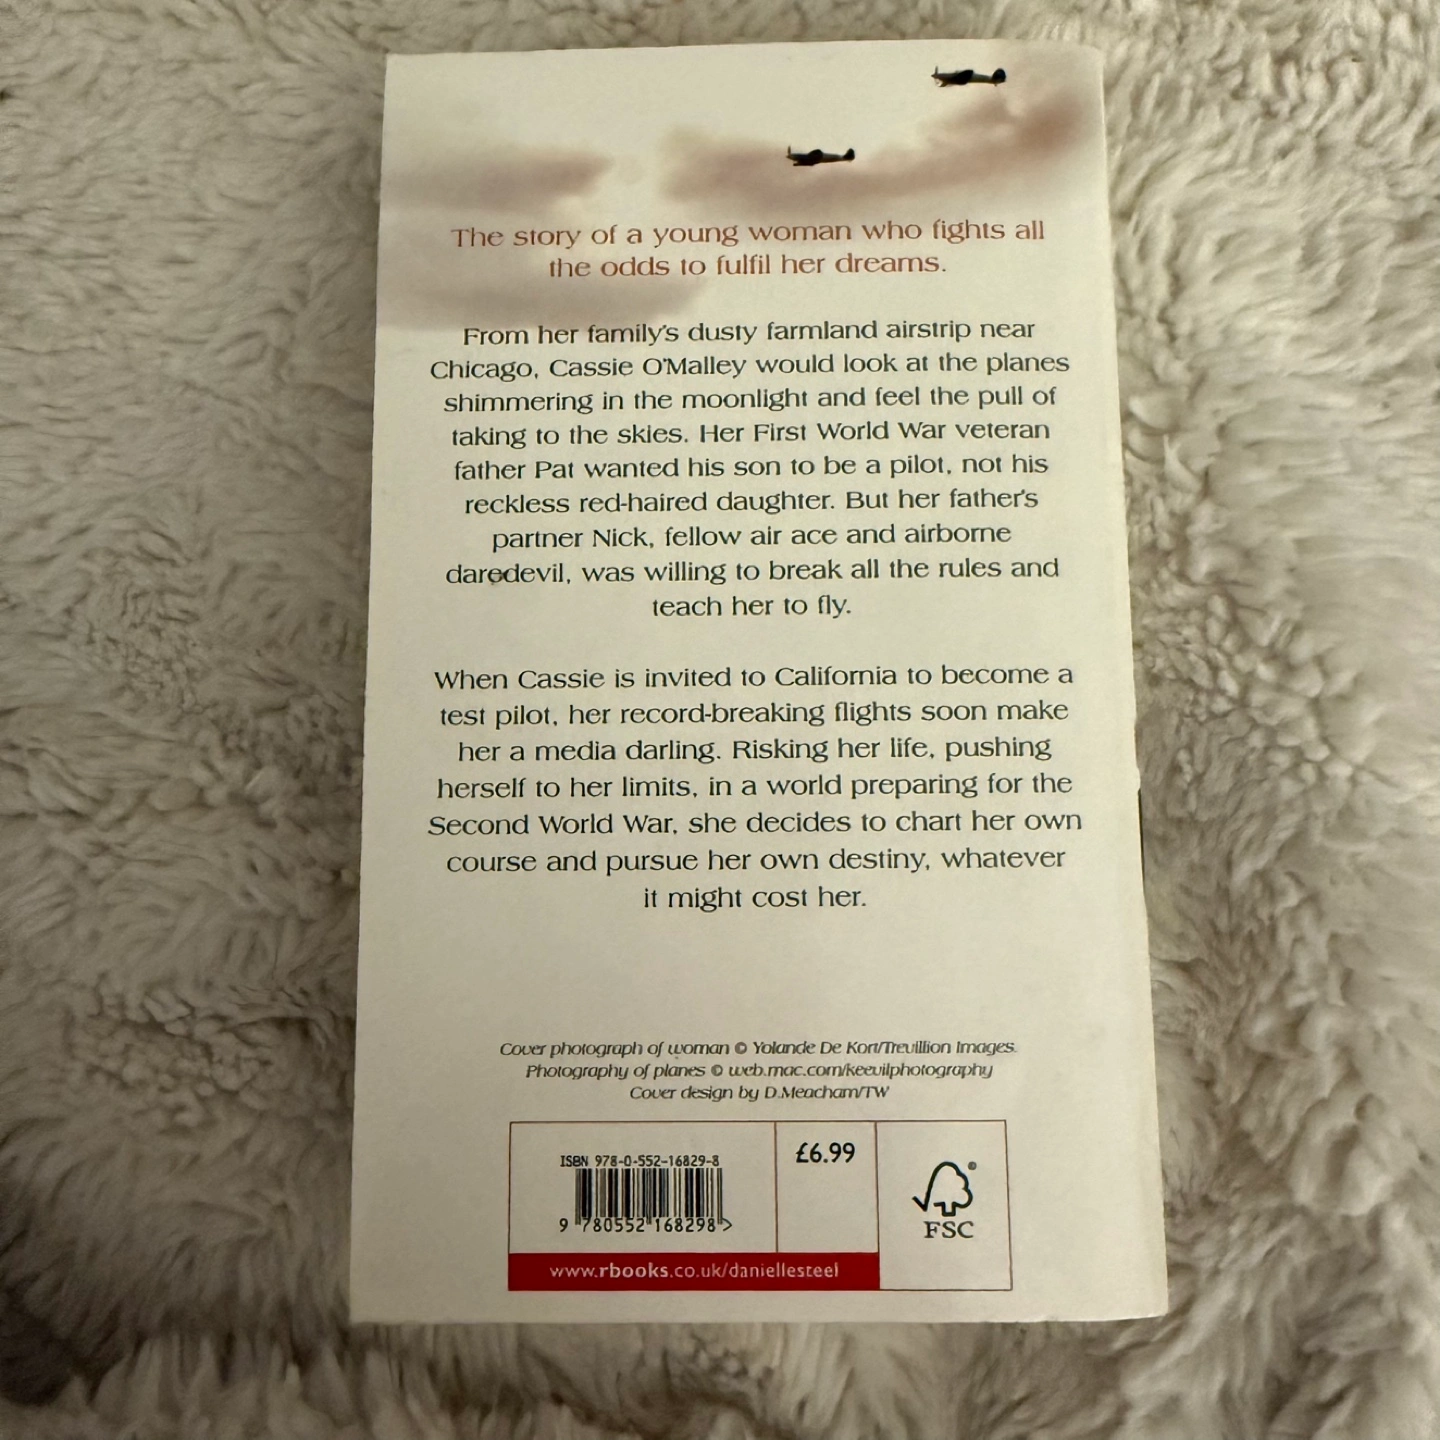 The story of a young woman who fights all
the odds to fulfil her dreams.
From her family's dusty farmland airstrip near
Chicago, Cassie O'Malley would look at the planes
shimmering in the moonlight and feel the pull of
taking to the skies. Her First World War veteran
father Pat wanted his son to be a pilot, not his
reckless red-haired daughter. But her father's
partner Nick, fellow air ace and airborne
daredevil, was willing to break all the rules and
teach her to fly.
When Cassie is invited to California to become a
test pilot, her record-breaking flights soon make
her a media darling. Risking her life, pushing
herself to her limits, in a world preparing for the
Second World War, she decides to chart her own
course and pursue her own destiny, whatever
it might cost her.
Cover photograph of woman © Yolande De Kort/Trevillion Images.
Photography of planes © web.mac.com/keevilphotography
Cover design by D.Meacham/TW
ISBN 978-0-552-16829-8
9 780552 168298 >
£6.99
® FSC
www.rbooks.co.uk/daniellesteel